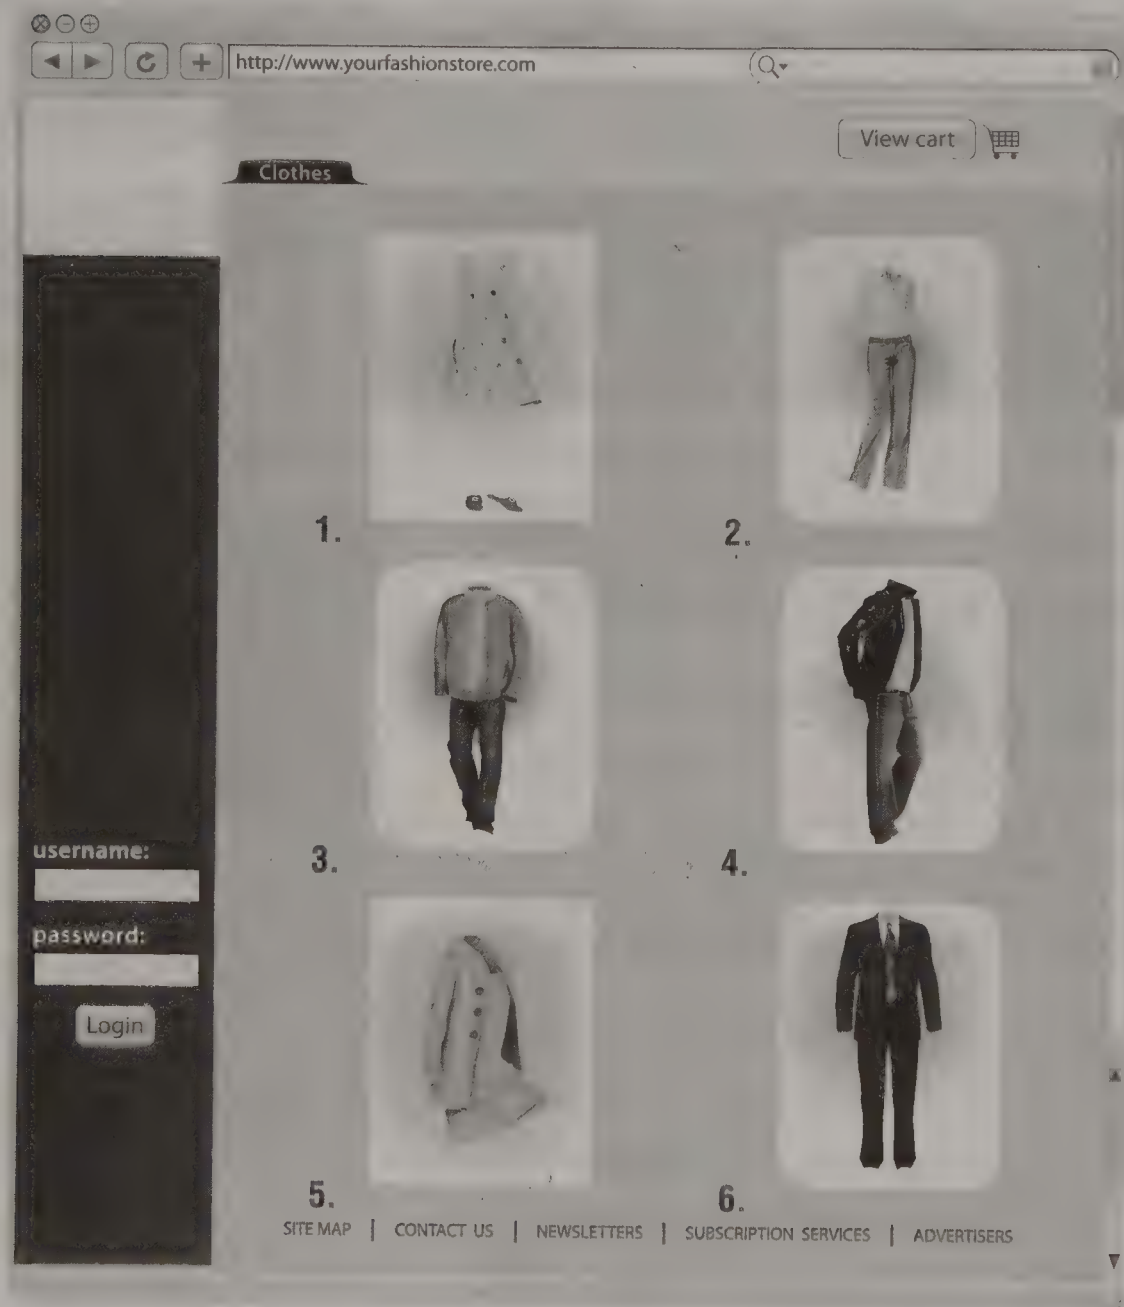 http://www.yourfashionstore.com
View cart
Clothes
1.
2.
3.
4.
username:
password:
Login
5.
6.
SITE MAP | CONTACT US | NEWSLETTERS | SUBSCRIPTION SERVICES | ADVERTISERS